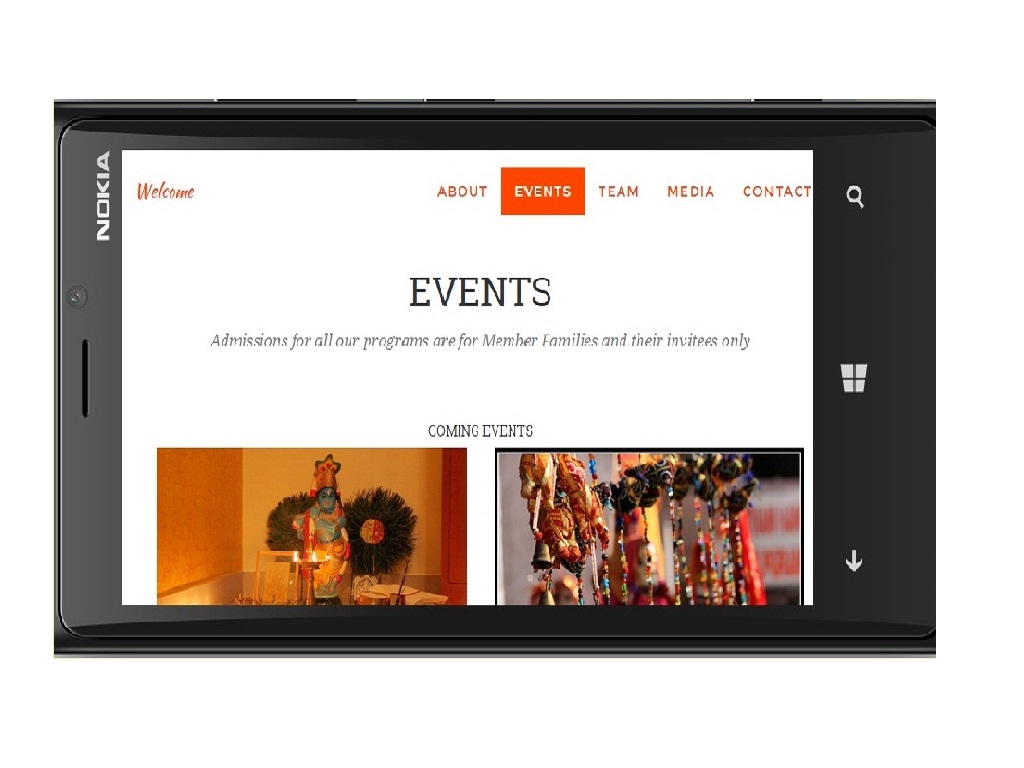 NOKIA
Welcome
ABOUT EVENTS TEAM MEDIA CONTACT
EVENTS
Admissions for all our programs are for Member Families and their invitees only
COMING EVENTS